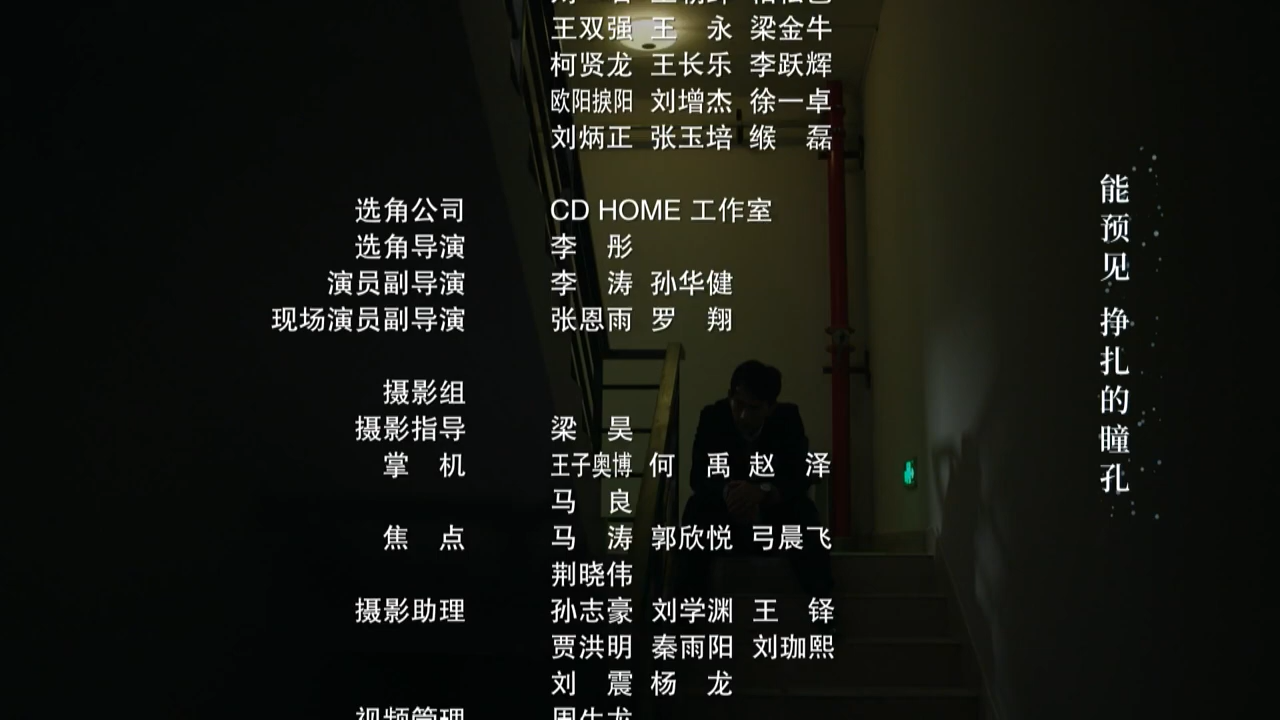 王双强 王　永 梁金牛
柯贤龙 王长乐 李跃辉
欧阳捩阳 刘增杰 徐一卓
刘炳正 张玉培 缑　磊
选角公司 CD HOME 工作室
选角导演 李　彤
演员副导演 李　涛 孙华健
现场演员副导演 张恩雨 罗　翔
摄影组
摄影指导 梁　昊
掌　机 王子奥博 何　禹 赵　泽
马　良
焦　点 马　涛 郭欣悦 弓晨飞
荆晓伟
摄影助理 孙志豪 刘学渊 王　铎
贾洪明 秦雨阳 刘珈熙
刘　震 杨　龙
视频管理
能预见 挣扎的瞳孔